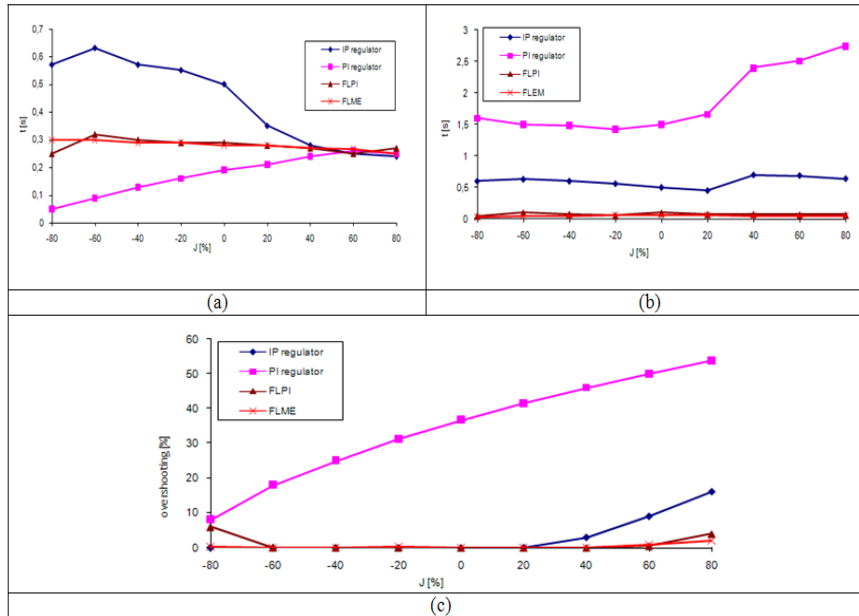 0,7
0,6
0,5
0,4
0,3
0,2
0,1
0
t [s]
-80 -60 -40 -20 0 20 40 60 80
J [%]
IP regulator
PI regulator
FLPI
FLME
3
2,5
2
1,5
1
0,5
0
t [s]
-80 -60 -40 -20 0 20 40 60 80
J [%]
IP regulator
PI regulator
FLPI
FLEM
(a)
(b)
60
50
40
30
20
10
0
overshooting [%]
-80 -60 -40 -20 0 20 40 60 80
J [%]
IP regulator
PI regulator
FLPI
FLME
(c)